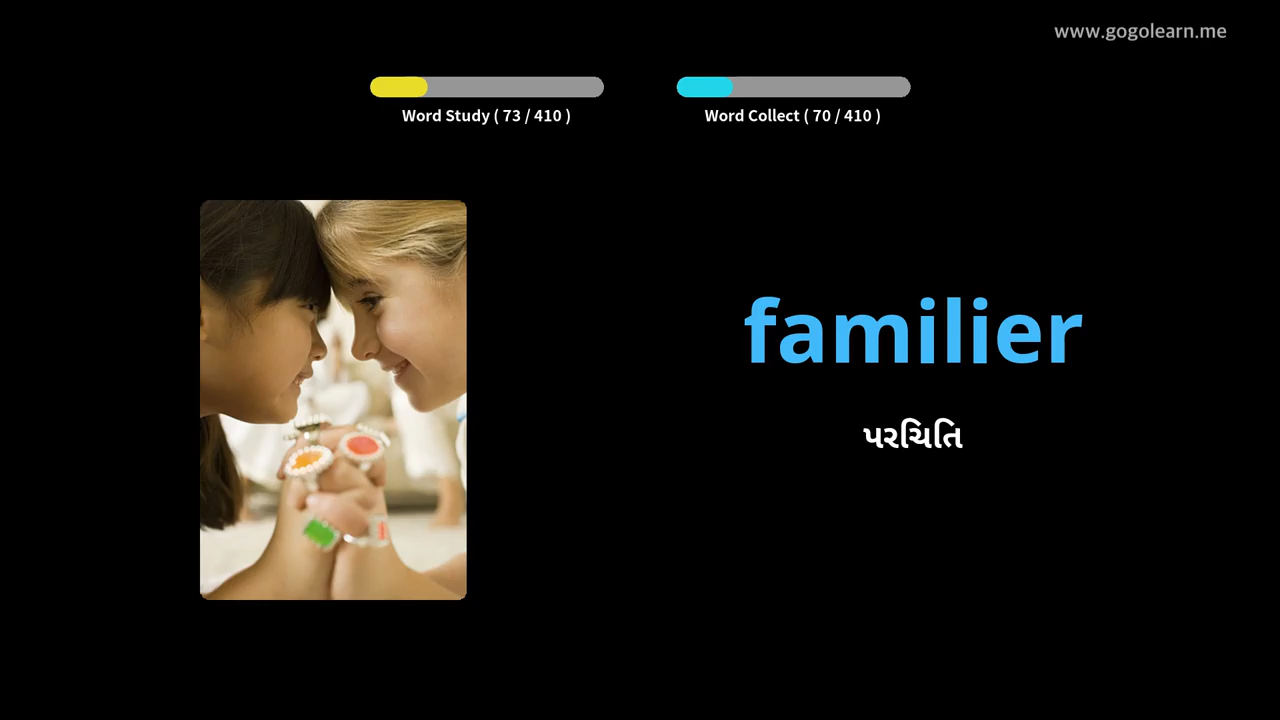 www.gogolearn.me
Word Study ( 73 / 410 )
Word Collect ( 70 / 410 )
familier
પરચિતિ